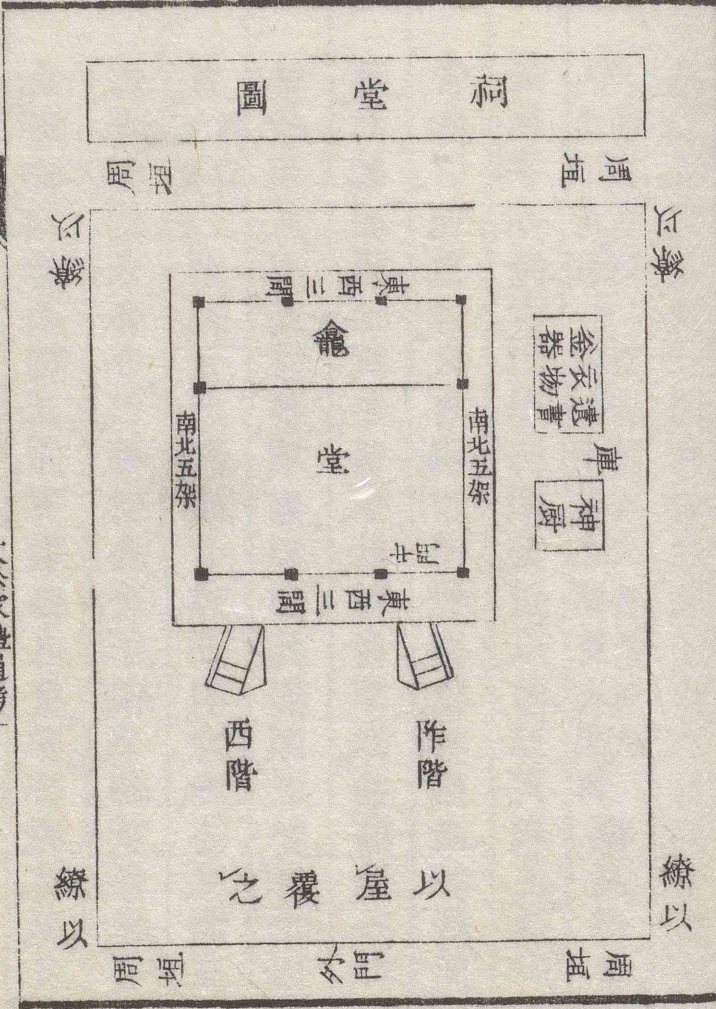 祠堂圖
周垣
周垣
繚以
繚以
東西三間
龕
南北五架
南北五架
堂
中門
東西三間
遺書衣物祭器
庫
神厨
阼階
西階
以屋覆之
繚以
繚以
周垣
外門
周垣